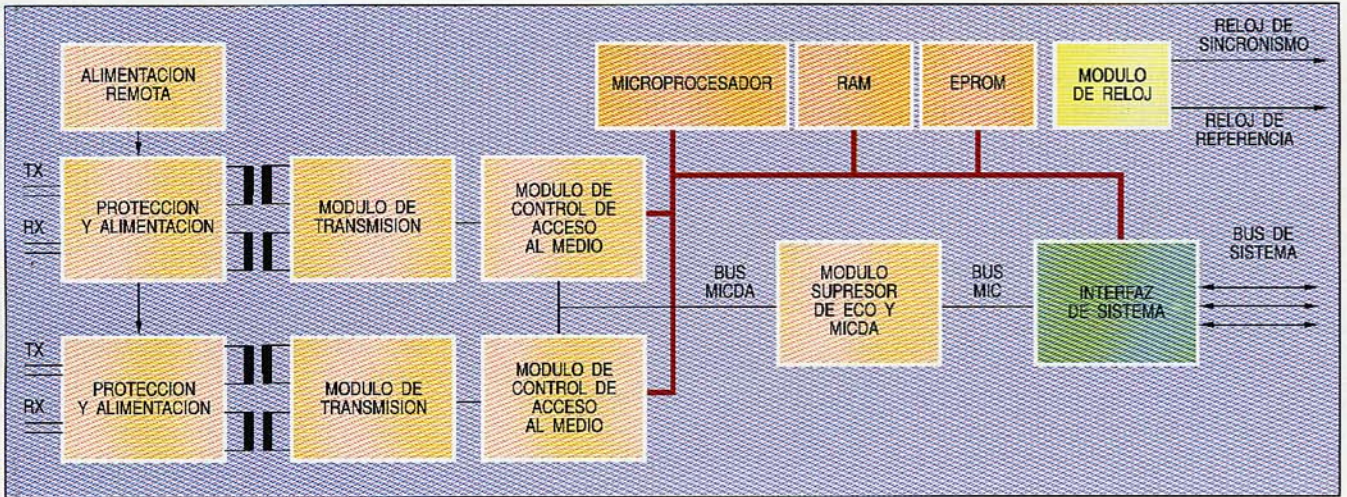 ALIMENTACION
REMOTA
MICROPROCESADOR
RAM
EPROM
MODULO
DE RELOJ
RELOJ DE
SINCRONISMO
RELOJ DE
REFERENCIA
TX
RX
PROTECCION
Y ALIMENTACION
MODULO DE
TRANSMISION
MODULO DE
CONTROL DE
ACCESO
AL MEDIO
BUS
MICDA
MODULO
SUPRESOR
DE ECO Y
MICDA
BUS
MIC
INTERFAZ
DE SISTEMA
BUS DE
SISTEMA
TX
RX
PROTECCION
Y ALIMENTACION
MODULO DE
TRANSMISION
MODULO DE
CONTROL DE
ACCESO
AL MEDIO